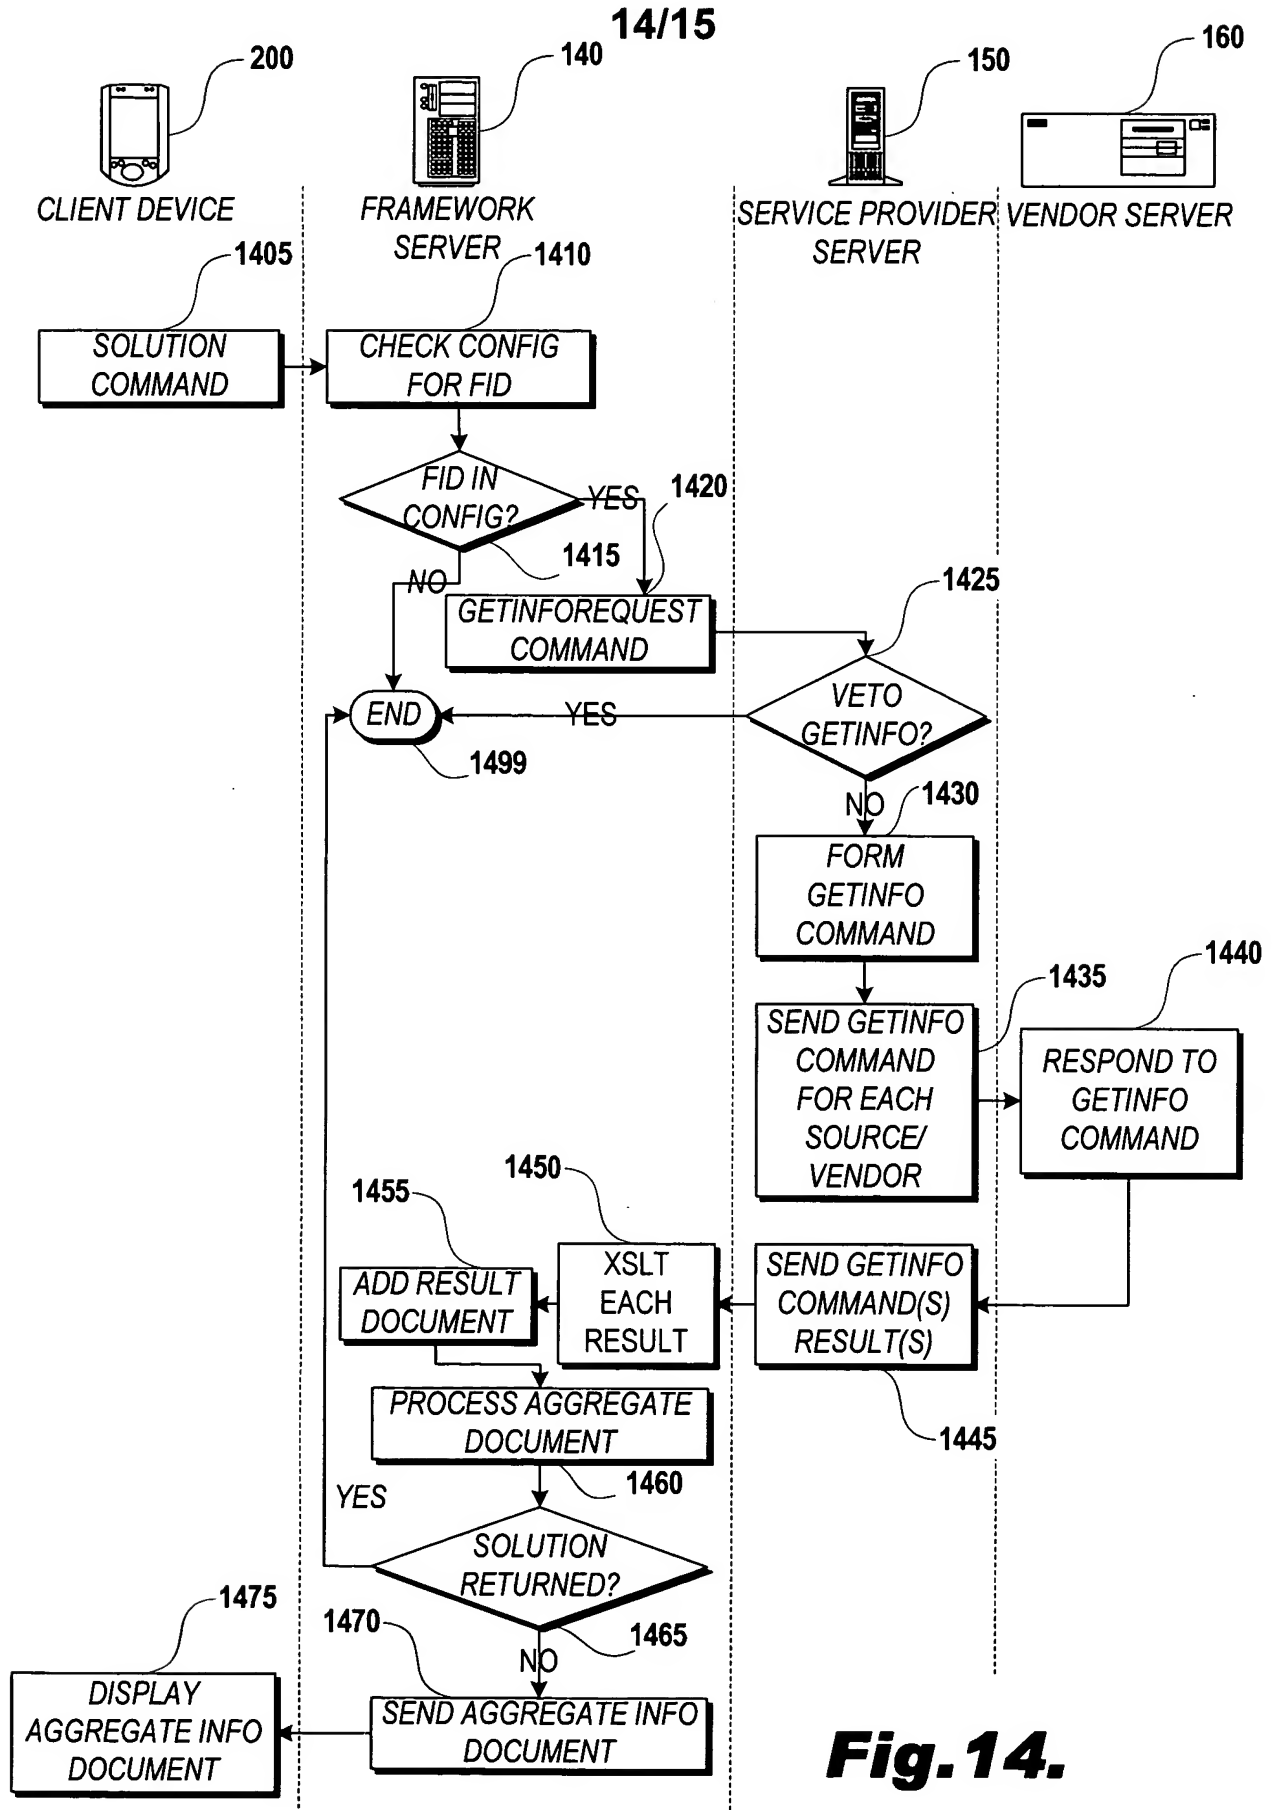 14/15
200
140
150
160
CLIENT DEVICE
FRAMEWORK
SERVER
SERVICE PROVIDER
SERVER
VENDOR SERVER
1405
1410
SOLUTION
COMMAND
CHECK CONFIG
FOR FID
FID IN
CONFIG?
YES
1420
1415
NO
1425
GETINFOREQUEST
COMMAND
VETO
GETINFO?
END
YES
1499
NO
1430
FORM
GETINFO
COMMAND
1435
1440
SEND GETINFO
COMMAND
FOR EACH
SOURCE/
VENDOR
RESPOND TO
GETINFO
COMMAND
1450
1455
ADD RESULT
DOCUMENT
XSLT
EACH
RESULT
SEND GETINFO
COMMAND(S)
RESULT(S)
PROCESS AGGREGATE
DOCUMENT
1445
1460
YES
SOLUTION
RETURNED?
1475
1470
1465
NO
DISPLAY
AGGREGATE INFO
DOCUMENT
SEND AGGREGATE INFO
DOCUMENT
Fig.14.